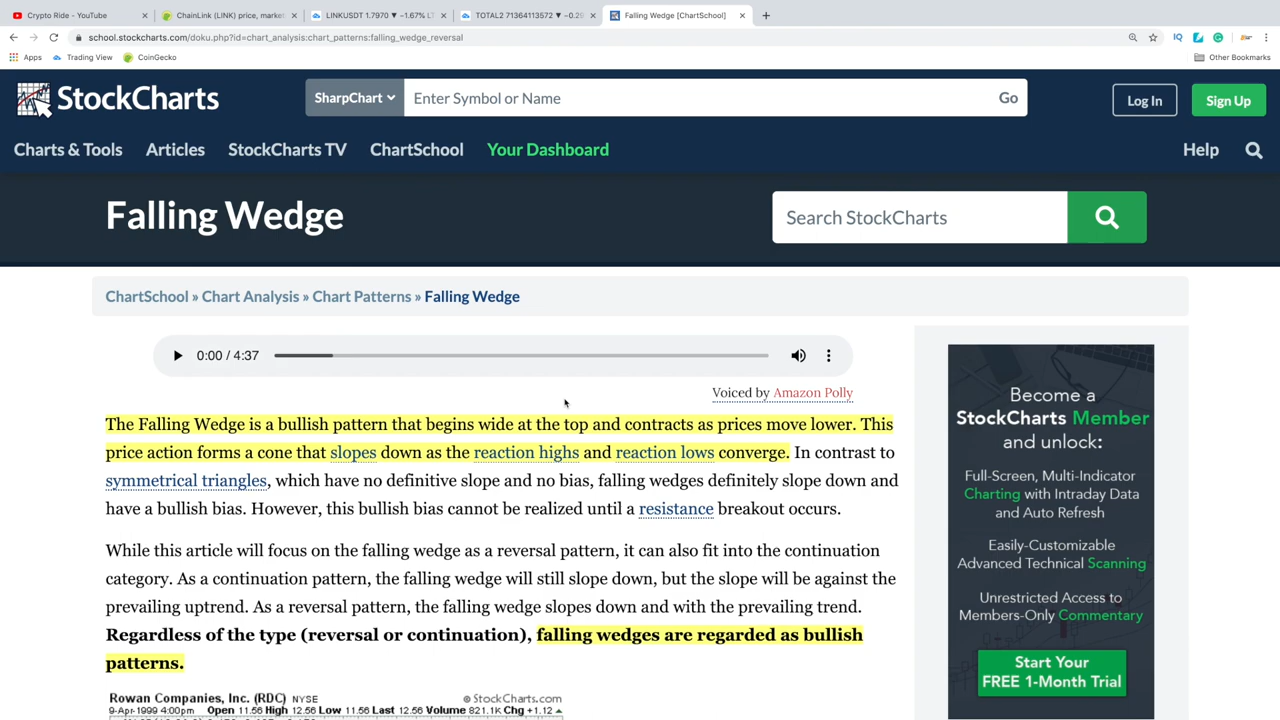 Crypto Ride - YouTube
ChainLink (LINK) price, market
LINKUSDT 1.7970 ▼ −1.67%
TOTAL2 71364113572 ▼ −0.29
Falling Wedge [ChartSchool]
school.stockcharts.com/doku.php?id=chart_analysis:chart_patterns:falling_wedge_reversal
Apps Trading View CoinGecko Other Bookmarks
StockCharts
SharpChart Enter Symbol or Name Go
Log In Sign Up
Charts & Tools Articles StockCharts TV ChartSchool Your Dashboard Help
Falling Wedge
Search StockCharts
ChartSchool » Chart Analysis » Chart Patterns » Falling Wedge
0:00 / 4:37
Voiced by Amazon Polly
The Falling Wedge is a bullish pattern that begins wide at the top and contracts as prices move lower. This
price action forms a cone that slopes down as the reaction highs and reaction lows converge. In contrast to
symmetrical triangles, which have no definitive slope and no bias, falling wedges definitely slope down and
have a bullish bias. However, this bullish bias cannot be realized until a resistance breakout occurs.
While this article will focus on the falling wedge as a reversal pattern, it can also fit into the continuation
category. As a continuation pattern, the falling wedge will still slope down, but the slope will be against the
prevailing uptrend. As a reversal pattern, the falling wedge slopes down and with the prevailing trend.
Regardless of the type (reversal or continuation), falling wedges are regarded as bullish
patterns.
Rowan Companies, Inc. (RDC) NYSE © StockCharts.com
9-Apr-1999 4:00pm Open 11.56 High 12.56 Low 11.56 Last 12.56 Volume 821.1K Chg +1.12 ▲
Become a
StockCharts Member
and unlock:
Full-Screen, Multi-Indicator
Charting with Intraday Data
and Auto Refresh
Easily-Customizable
Advanced Technical Scanning
Unrestricted Access to
Members-Only Commentary
Start Your
FREE 1-Month Trial